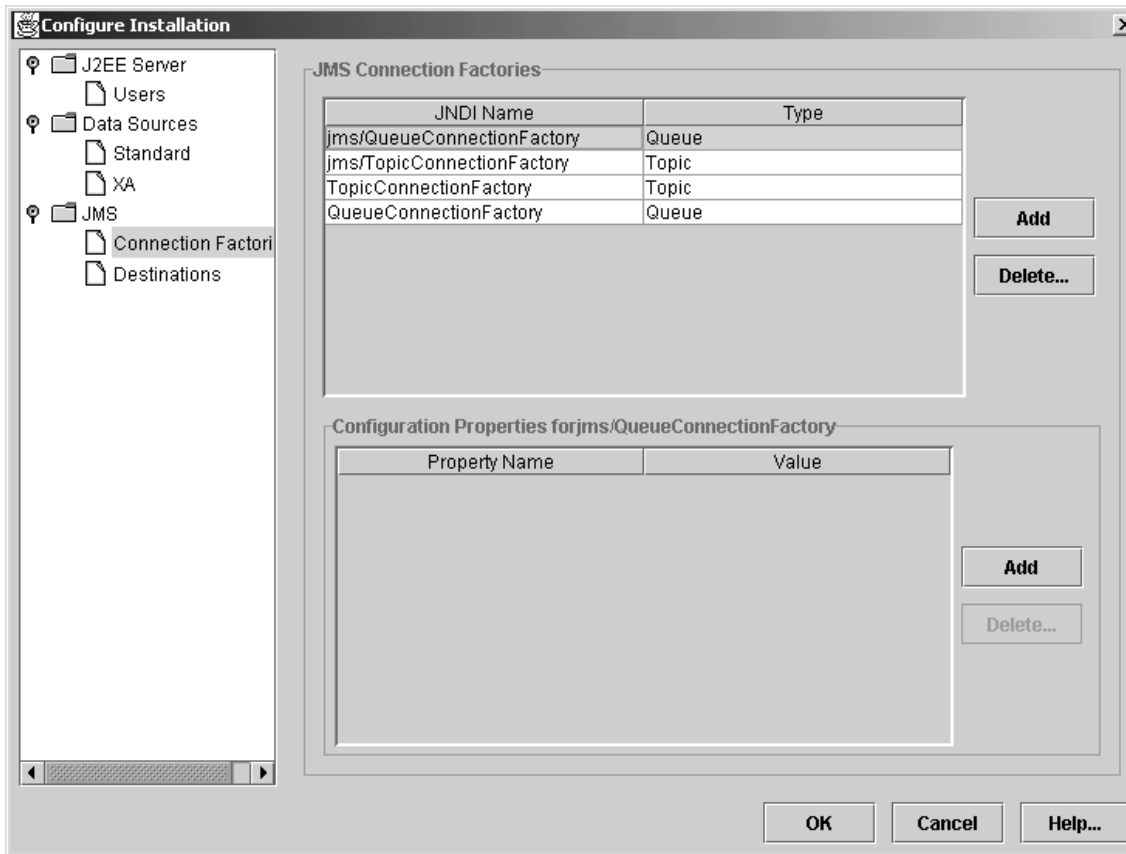 Configure Installation
J2EE Server
Users
Data Sources
Standard
XA
JMS
Connection Factori
Destinations
JMS Connection Factories
JNDI Name Type
jms/QueueConnectionFactory Queue
jms/TopicConnectionFactory Topic
TopicConnectionFactory Topic
QueueConnectionFactory Queue
Add
Delete...
Configuration Properties forjms/QueueConnectionFactory
Property Name Value
Add
Delete...
OK Cancel Help...